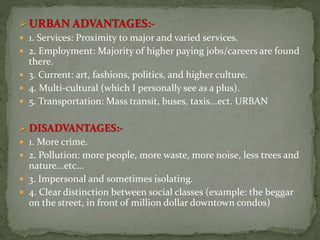 URBAN ADVANTAGES:-
1. Services: Proximity to major and varied services.
2. Employment: Majority of higher paying jobs/careers are found
there.
3. Current: art, fashions, politics, and higher culture.
4. Multi-cultural (which I personally see as a plus).
5. Transportation: Mass transit, buses, taxis...ect. URBAN
DISADVANTAGES:-
1. More crime.
2. Pollution: more people, more waste, more noise, less trees and
nature...etc...
3. Impersonal and sometimes isolating.
4. Clear distinction between social classes (example: the beggar
on the street, in front of million dollar downtown condos)